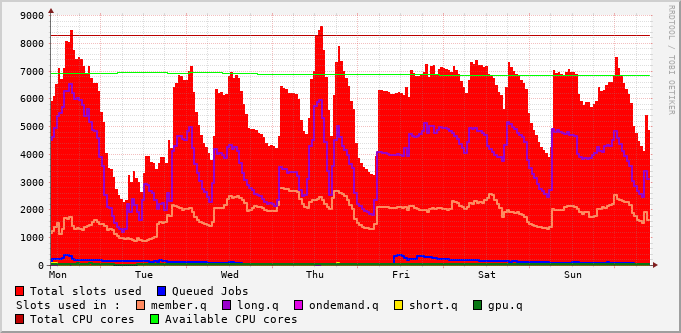 9000
8000
7000
6000
5000
4000
3000
2000
1000
0
Mon Tue Wed Thu Fri Sat Sun
RRDTOOL / TOBI OETIKER
Total slots used Queued Jobs
Slots used in : member.q long.q ondemand.q short.q gpu.q
Total CPU cores Available CPU cores